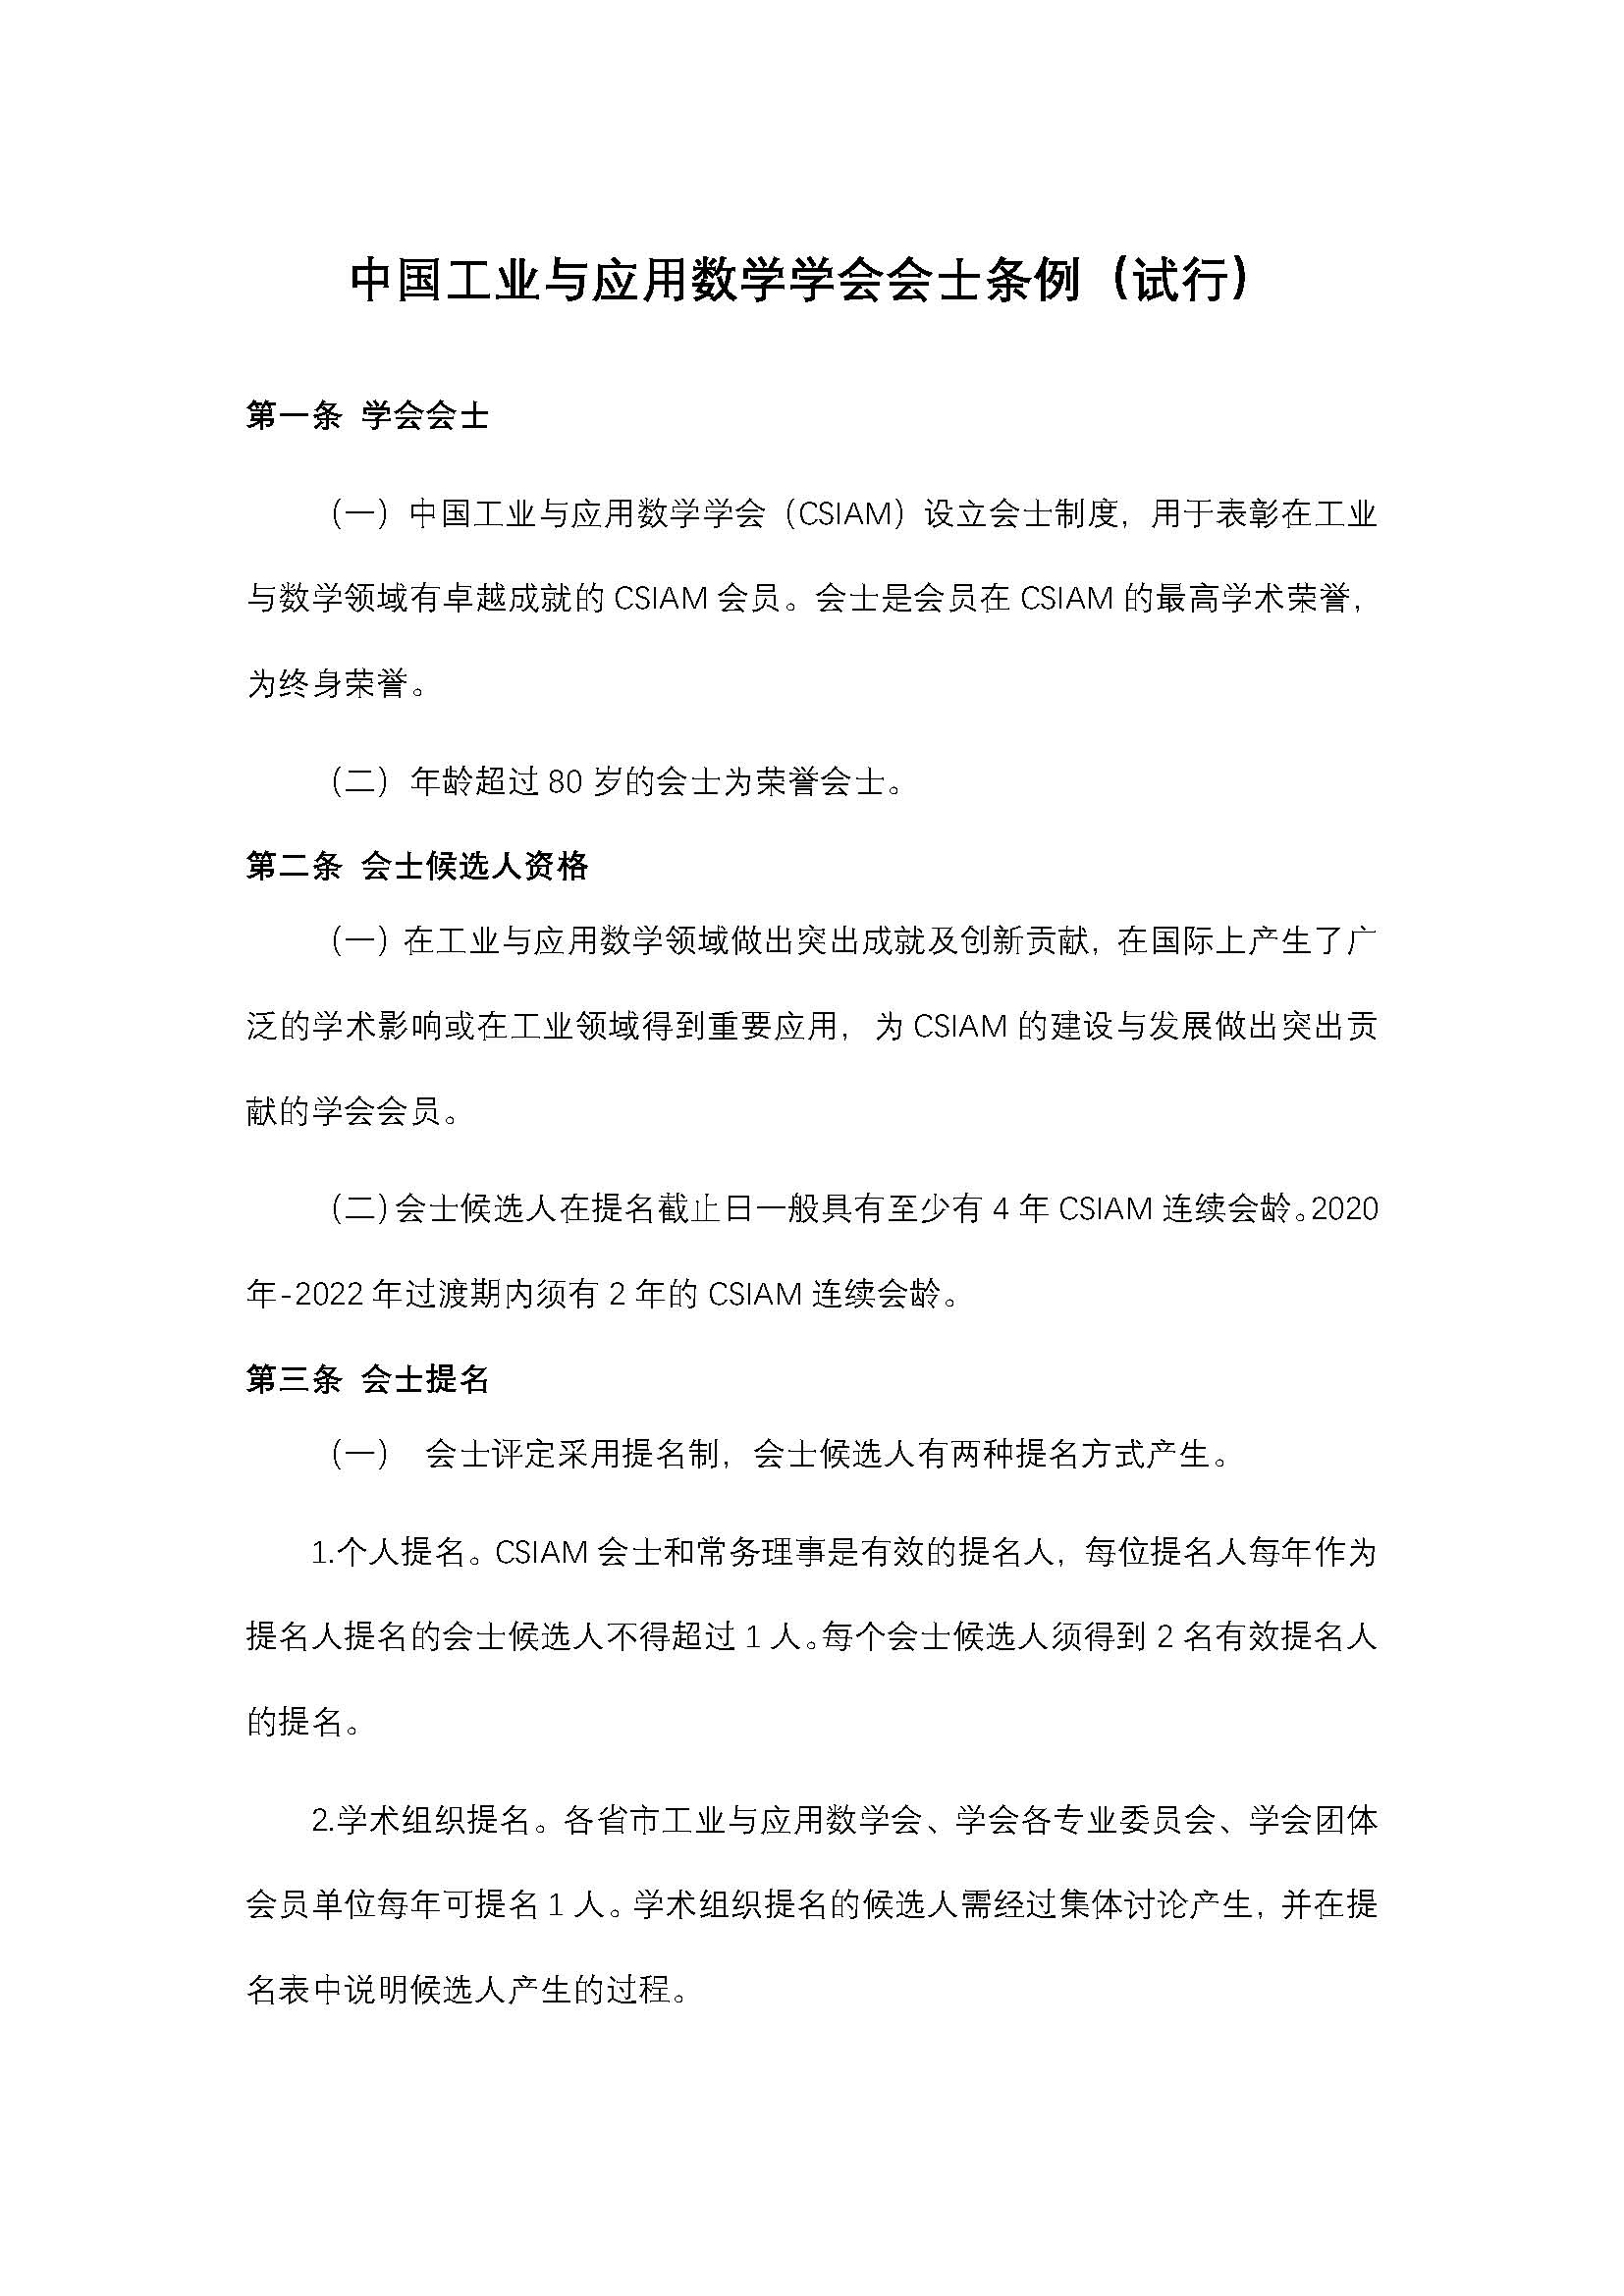 中国工业与应用数学学会会士条例（试行）
第一条 学会会士
（一）中国工业与应用数学学会（CSIAM）设立会士制度，用于表彰在工业
与数学领域有卓越成就的 CSIAM 会员。会士是会员在 CSIAM 的最高学术荣誉，
为终身荣誉。
（二）年龄超过 80 岁的会士为荣誉会士。
第二条 会士候选人资格
（一）在工业与应用数学领域做出突出成就及创新贡献，在国际上产生了广
泛的学术影响或在工业领域得到重要应用，为 CSIAM 的建设与发展做出突出贡
献的学会会员。
（二）会士候选人在提名截止日一般具有至少有 4 年 CSIAM 连续会龄。2020
年-2022 年过渡期内须有 2 年的 CSIAM 连续会龄。
第三条 会士提名
（一） 会士评定采用提名制，会士候选人有两种提名方式产生。
1.个人提名。CSIAM 会士和常务理事是有效的提名人，每位提名人每年作为
提名人提名的会士候选人不得超过 1 人。每个会士候选人须得到 2 名有效提名人
的提名。
2.学术组织提名。各省市工业与应用数学会、学会各专业委员会、学会团体
会员单位每年可提名 1 人。学术组织提名的候选人需经过集体讨论产生，并在提
名表中说明候选人产生的过程。